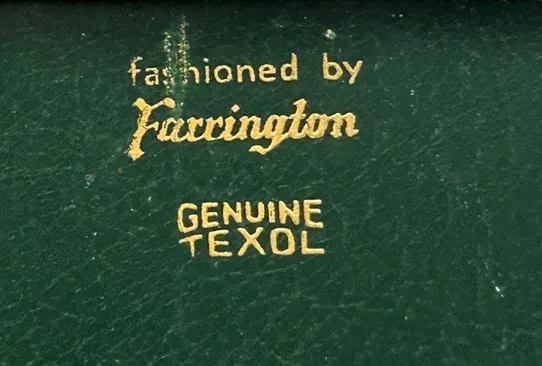 fashioned by
Farrington
GENUINE
TEXOL